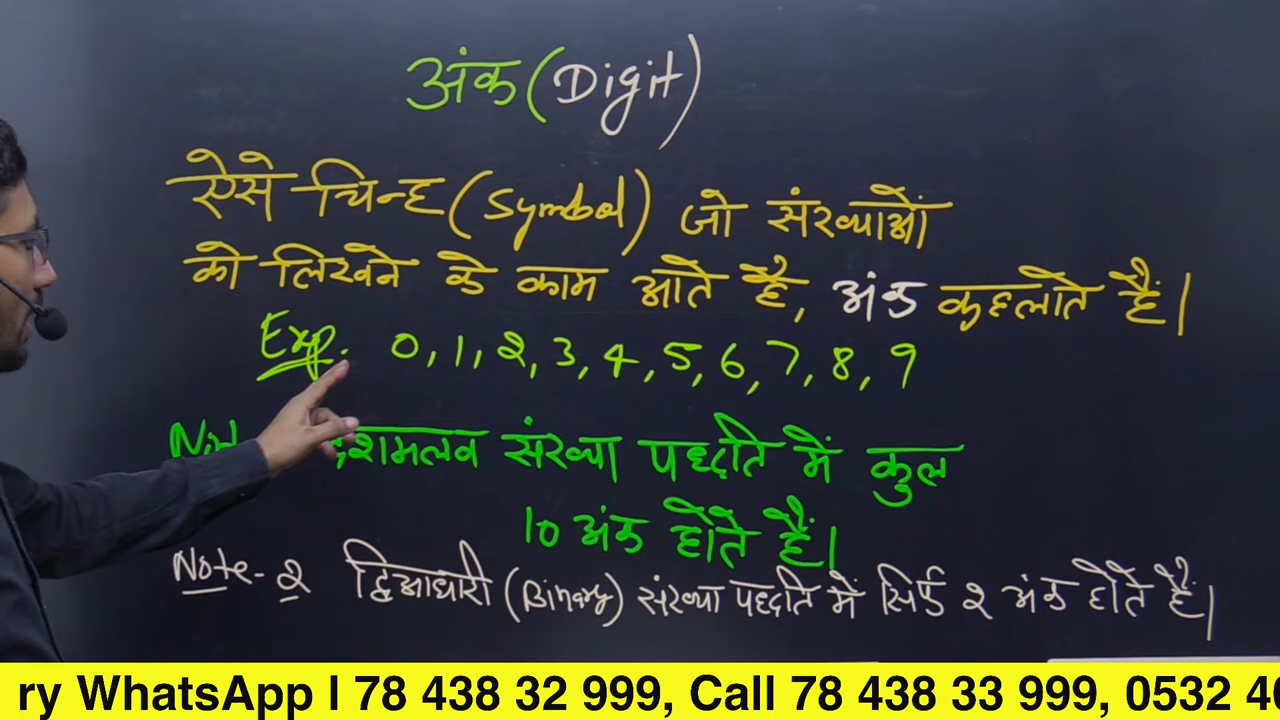 अंक (Digit)
ऐसे चिन्ह (Symbol) जो संख्याओं
को लिखने के काम आते है, अंक कहलाते हैं।
Exp. 0, 1, 2, 3, 4, 5, 6, 7, 8, 9
दशमलव संख्या पद्धति में कुल
10 अंक होते हैं।
Note-2 द्विआधारी (Binary) संख्या पद्धति में सिर्फ 2 अंक होते हैं।
ry WhatsApp I 78 438 32 999, Call 78 438 33 999, 0532